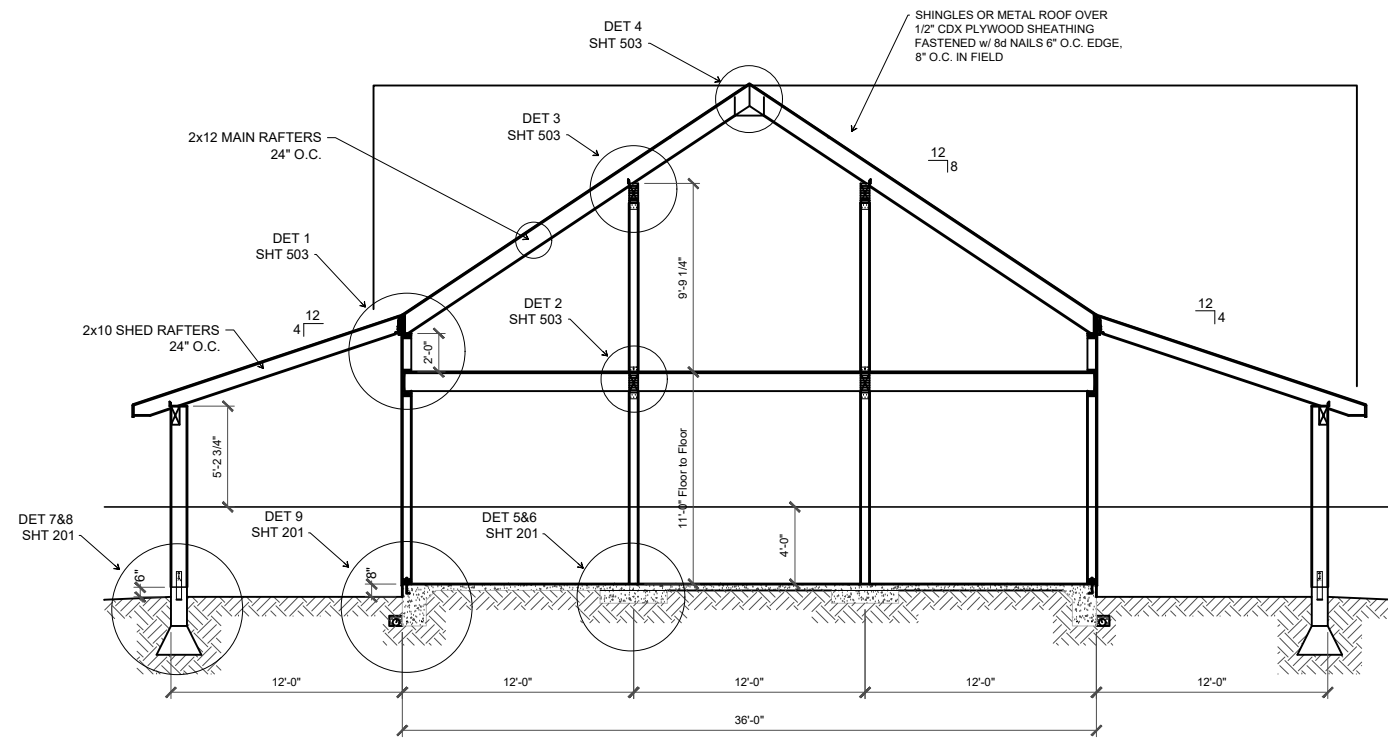 DET 4
SHT 503
SHINGLES OR METAL ROOF OVER
1/2" CDX PLYWOOD SHEATHING
FASTENED w/ 8d NAILS 6" O.C. EDGE,
8" O.C. IN FIELD
2x12 MAIN RAFTERS
24" O.C.
DET 3
SHT 503
12
8
DET 1
SHT 503
9'-9 1/4"
DET 2
SHT 503
12
4
2x10 SHED RAFTERS
24" O.C.
2'-0"
12
4
5'-2 3/4"
11'-0" Floor to Floor
DET 7&8
SHT 201
DET 9
SHT 201
DET 5&6
SHT 201
4'-0"
6"
8"
12'-0"
12'-0"
12'-0"
12'-0"
12'-0"
36'-0"